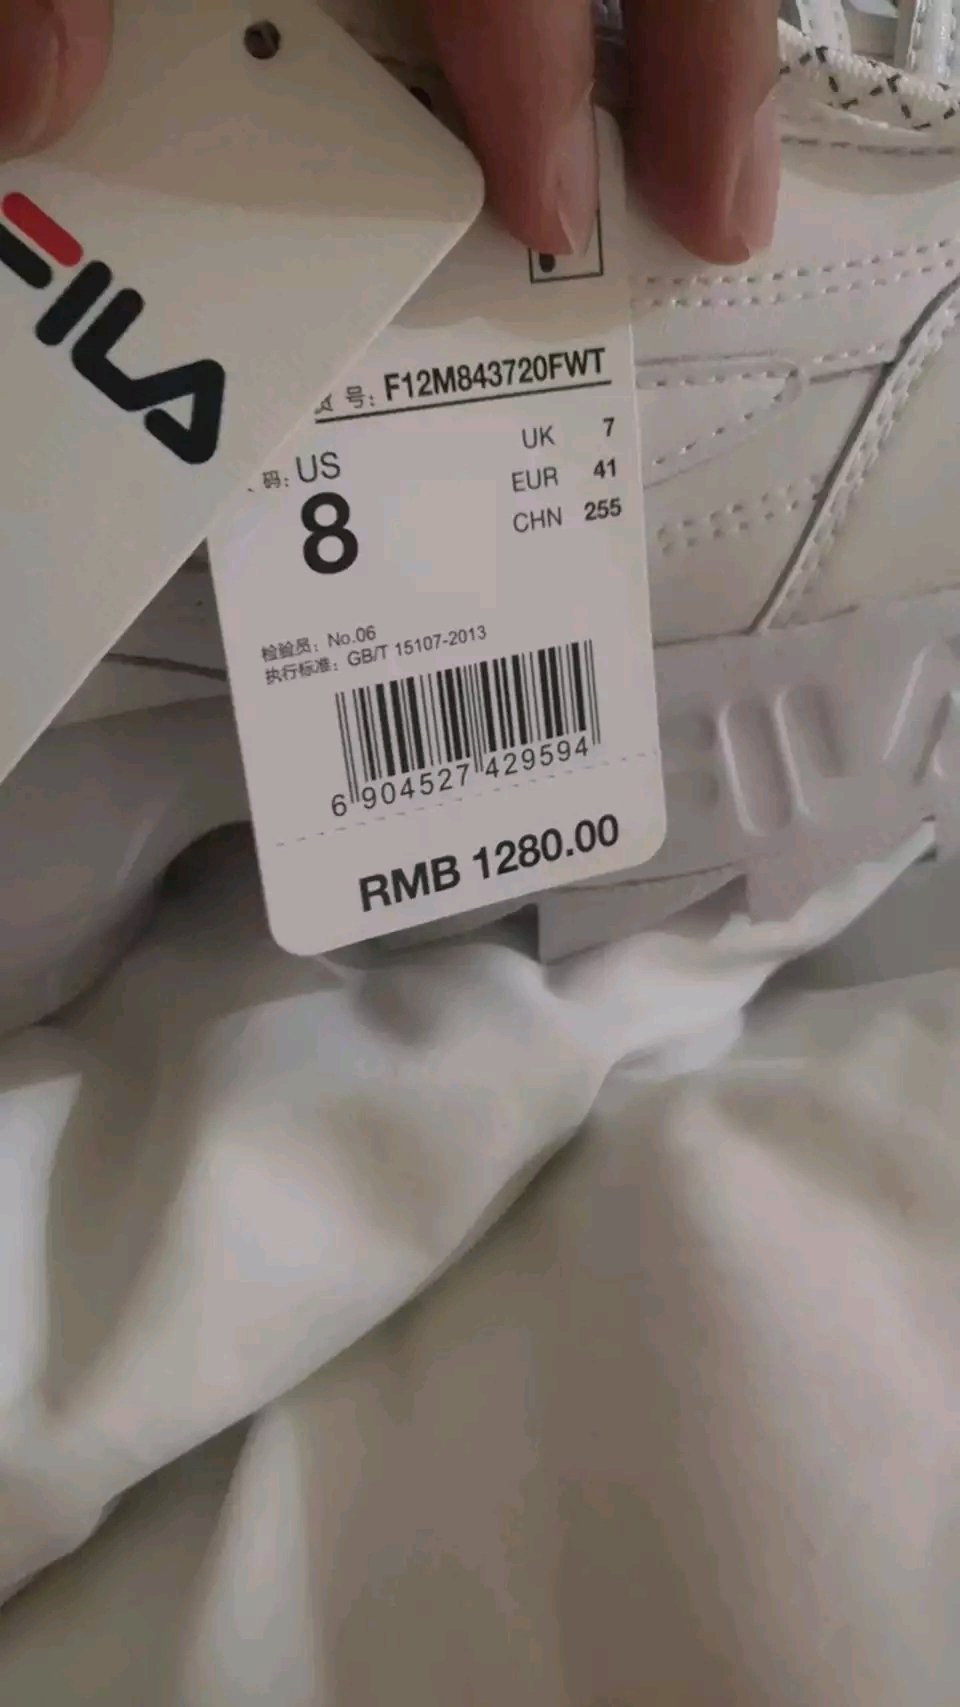 FILA
号: F12M843720FWT
码: US
8
UK 7
EUR 41
CHN 255
检验员: No.06
执行标准: GB/T 15107-2013
6 904527 429594
RMB 1280.00